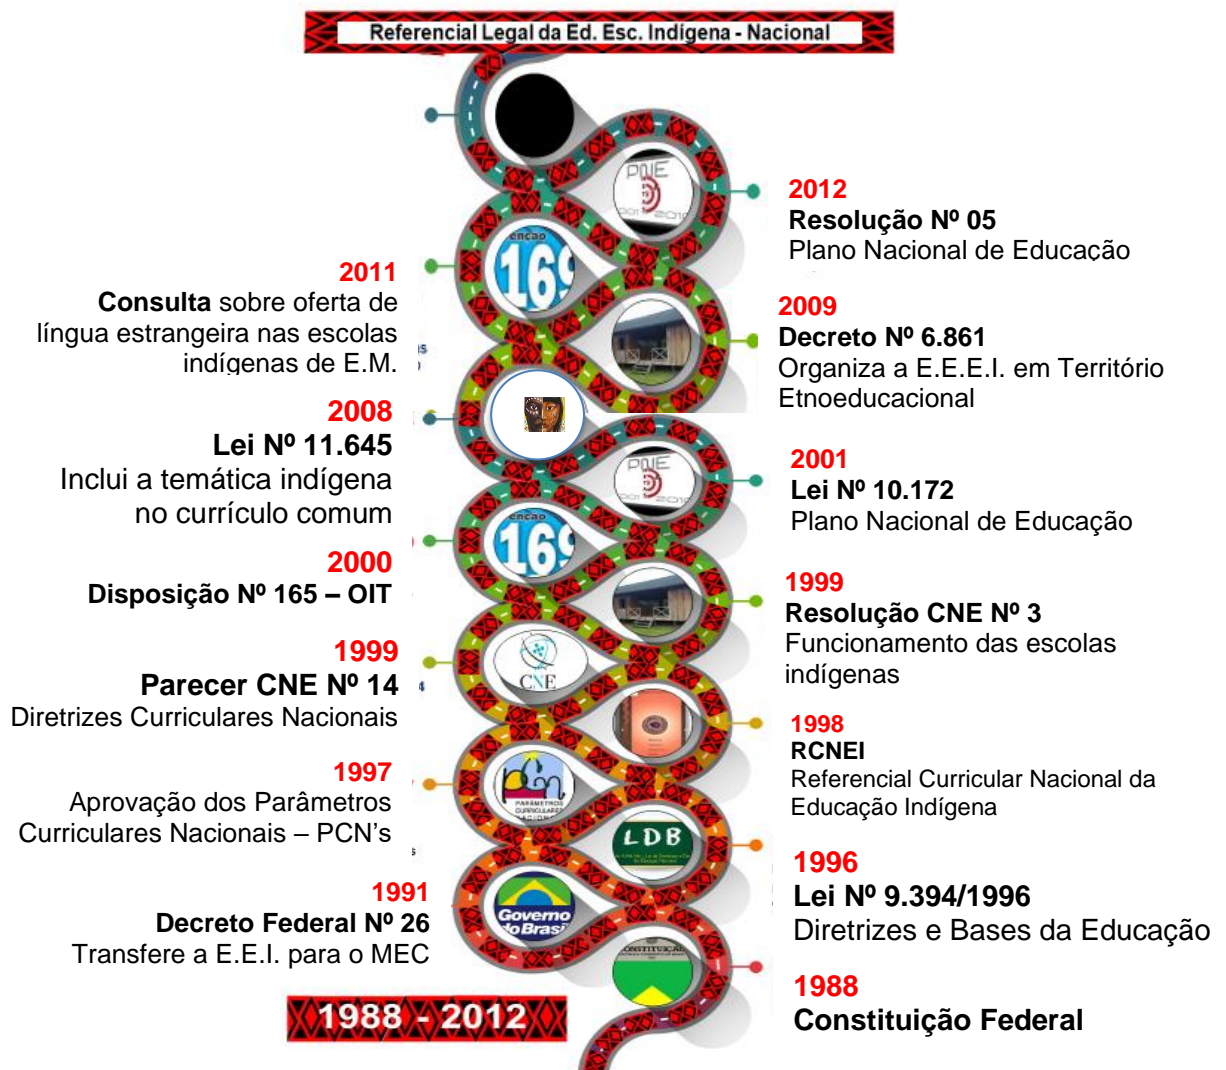 Referencial Legal da Ed. Esc. Indígena - Nacional
2012
Resolução Nº 05
Plano Nacional de Educação
2011
Consulta sobre oferta de
língua estrangeira nas escolas
indígenas de E.M.
2009
Decreto Nº 6.861
Organiza a E.E.E.I. em Território
Etnoeducacional
2008
Lei Nº 11.645
Inclui a temática indígena
no currículo comum
2001
Lei Nº 10.172
Plano Nacional de Educação
2000
Disposição Nº 165 – OIT
1999
Resolução CNE Nº 3
Funcionamento das escolas
indígenas
1999
Parecer CNE Nº 14
Diretrizes Curriculares Nacionais
1998
RCNEI
Referencial Curricular Nacional da
Educação Indígena
1997
Aprovação dos Parâmetros
Curriculares Nacionais – PCN's
1996
Lei Nº 9.394/1996
Diretrizes e Bases da Educação
1991
Decreto Federal Nº 26
Transfere a E.E.I. para o MEC
1988
Constituição Federal
1988 - 2012
PNE
169
PNE
169
CNE
pcn
PARÂMETROS
CURRICULARES
LDB
Governo
do Brasil